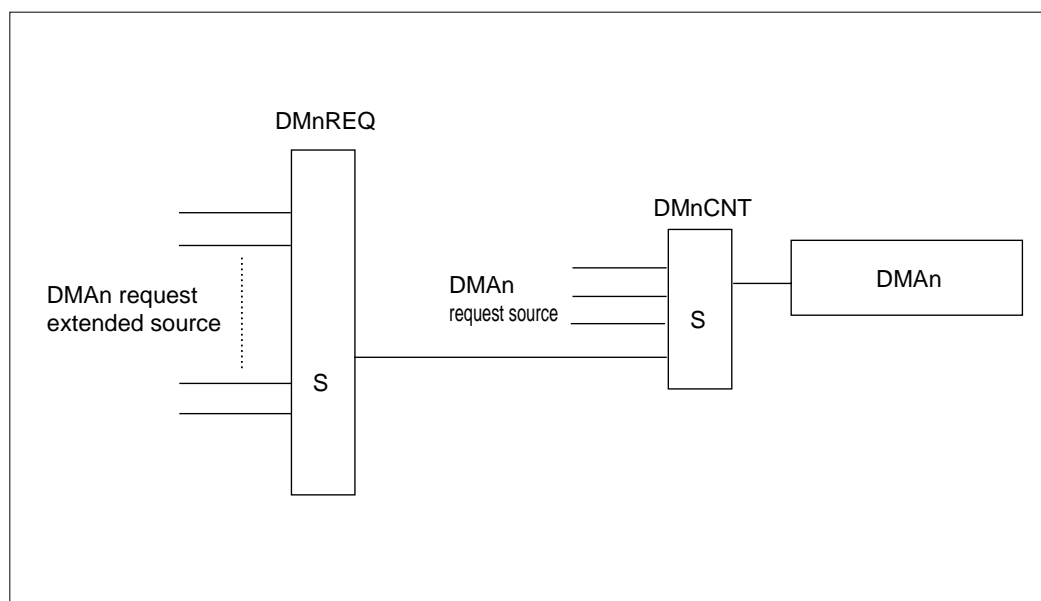 DMnREQ
DMnCNT
DMAn request
extended source
S
DMAn
request source
S
DMAn